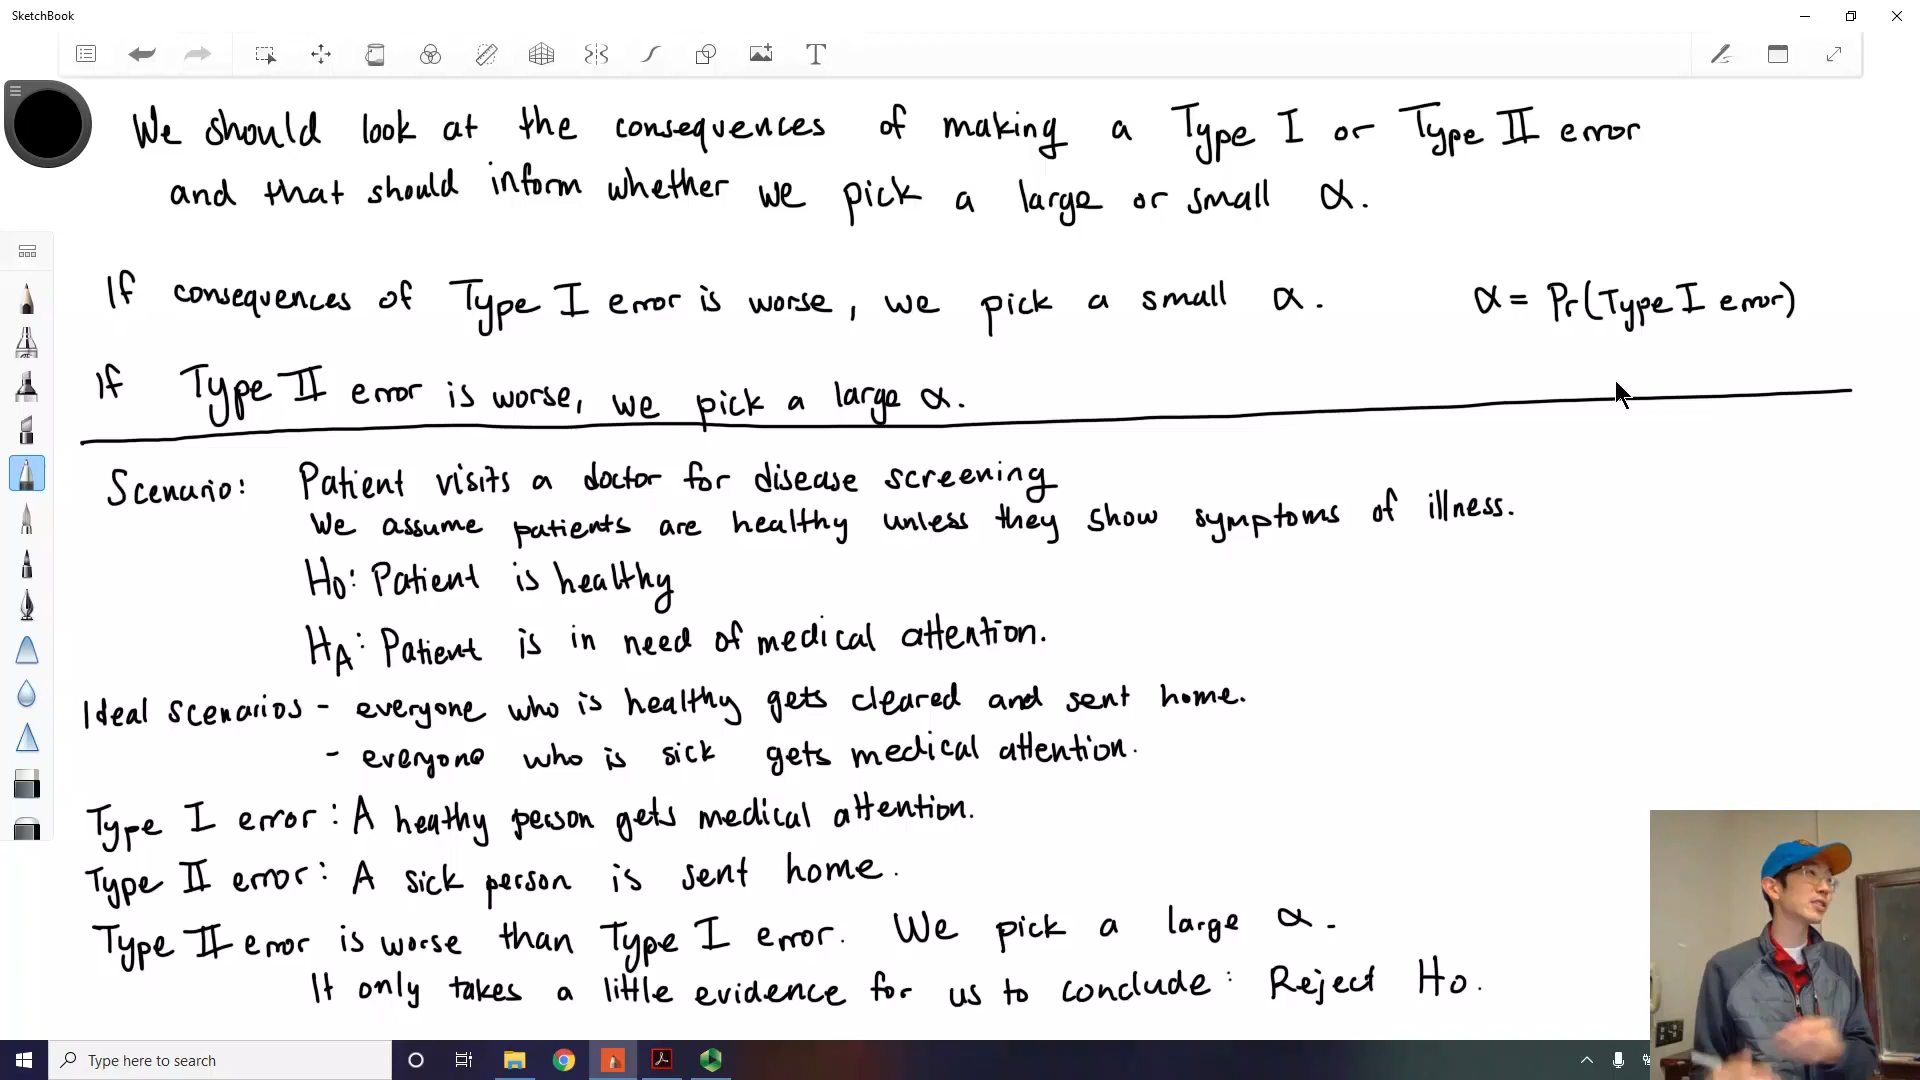 SketchBook
We should look at the consequences of making a Type I or Type II error
and that should inform whether we pick a large or small α.
If consequences of Type I error is worse, we pick a small α. α = Pr(Type I error)
If Type II error is worse, we pick a large α.
Scenario: Patient visits a doctor for disease screening
We assume patients are healthy unless they show symptoms of illness.
H0: Patient is healthy
HA: Patient is in need of medical attention.
Ideal scenarios - everyone who is healthy gets cleared and sent home.
- everyone who is sick gets medical attention.
Type I error: A heathy person gets medical attention.
Type II error: A sick person is sent home.
Type II error is worse than Type I error. We pick a large α.
It only takes a little evidence for us to conclude: Reject Ho.
Type here to search